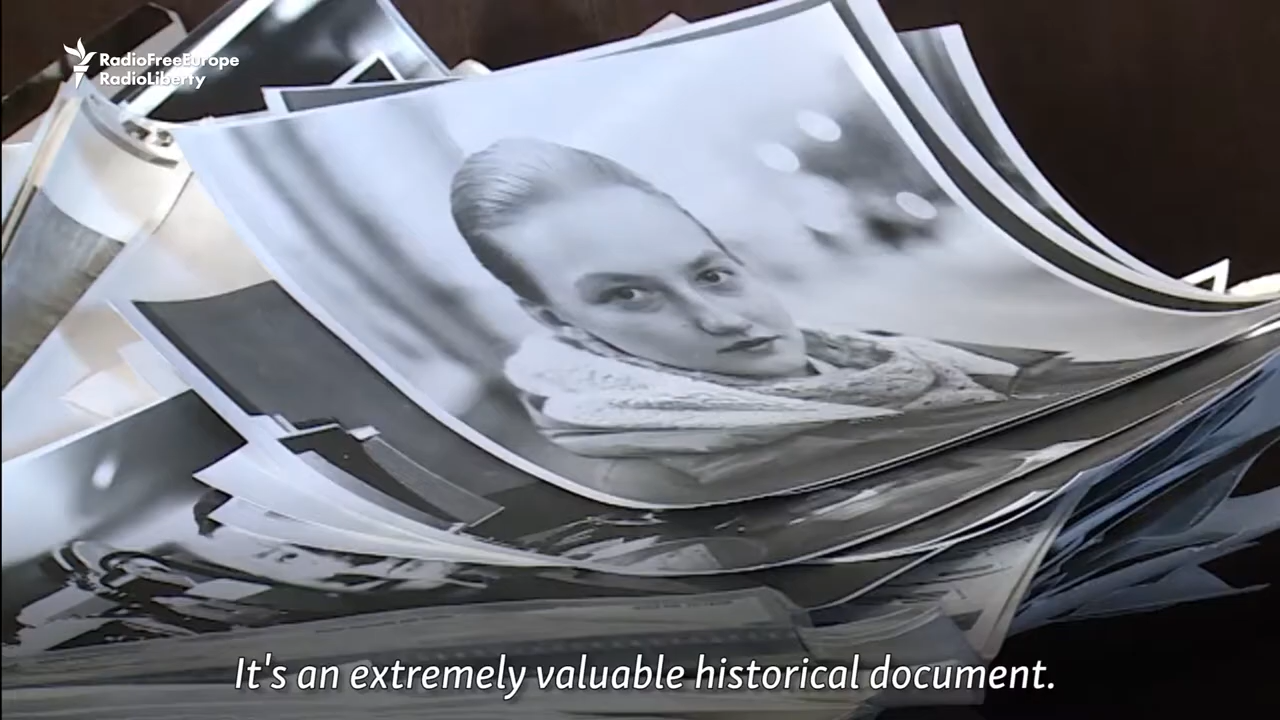 RadioFreeEurope
RadioLiberty
It's an extremely valuable historical document.